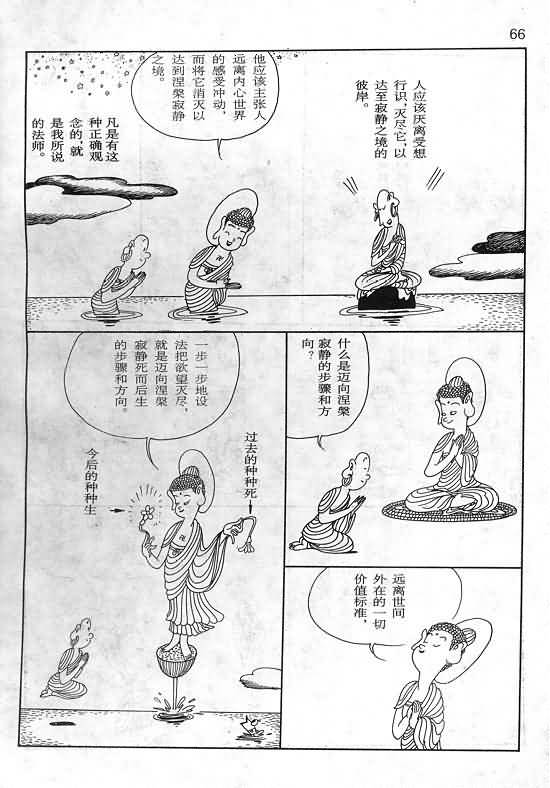 66
人应该厌离受想
行识，灭尽它，以
达至寂静之境的
彼岸。
他应该主张人
远离内心世界
的感受冲动，
而将它消灭以
达到涅槃寂静
之境。
凡是有这
种正确观
念的，就
是我所说
的法师。
什么是迈向涅槃
寂静的步骤和方
向？
一步一步地设
法把欲望灭尽，
就是迈向涅槃
寂静死而后生
的步骤和方向。
过去的种种死
今后的种种生
远离世间
外在的一切
价值标准，